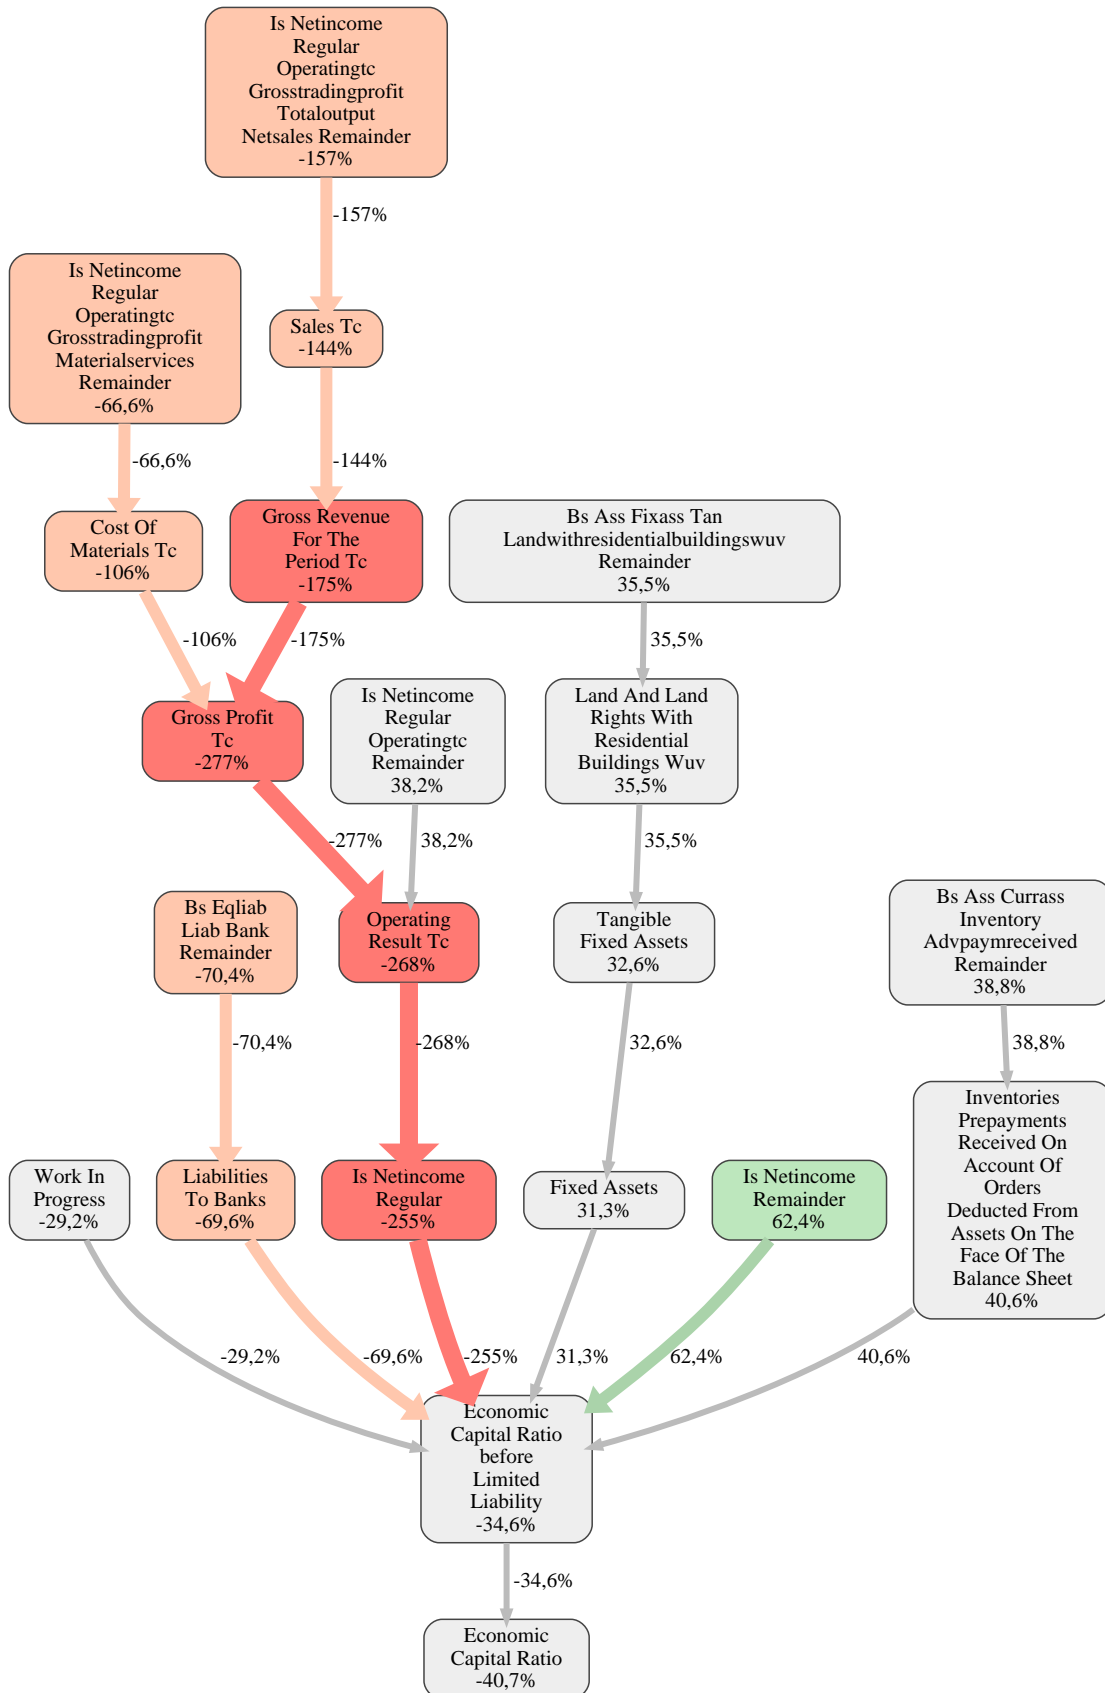 Is Netincome
Regular
Operatingtc
Grosstradingprofit
Totaloutput
Netsales Remainder
-157%
-157%
Is Netincome
Regular
Operatingtc
Grosstradingprofit
Materialservices
Remainder
-66,6%
Sales Tc
-144%
-66,6%
-144%
Cost Of
Materials Tc
-106%
Gross Revenue
For The
Period Tc
-175%
Bs Ass Fixass Tan
Landwithresidentialbuildingswuv
Remainder
35,5%
-106%
-175%
35,5%
Gross Profit
Tc
-277%
Is Netincome
Regular
Operatingtc
Remainder
38,2%
Land And Land
Rights With
Residential
Buildings Wuv
35,5%
-277%
38,2%
35,5%
Bs Eqliab
Liab Bank
Remainder
-70,4%
Operating
Result Tc
-268%
Tangible
Fixed Assets
32,6%
Bs Ass Currass
Inventory
Advpaymreceived
Remainder
38,8%
-70,4%
-268%
32,6%
38,8%
Work In
Progress
-29,2%
Liabilities
To Banks
-69,6%
Is Netincome
Regular
-255%
Fixed Assets
31,3%
Is Netincome
Remainder
62,4%
Inventories
Prepayments
Received On
Account Of
Orders
Deducted From
Assets On The
Face Of The
Balance Sheet
40,6%
-29,2%
-69,6%
-255%
31,3%
62,4%
40,6%
Economic
Capital Ratio
before
Limited
Liability
-34,6%
-34,6%
Economic
Capital Ratio
-40,7%